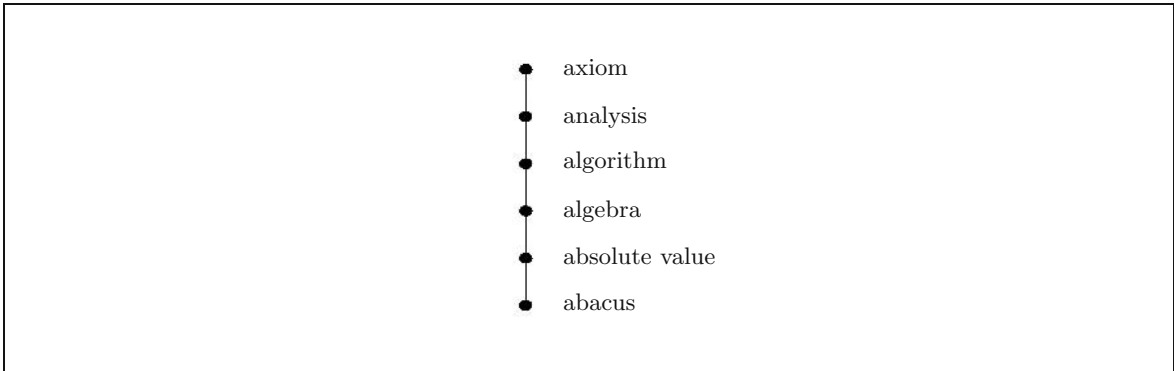 axiom
analysis
algorithm
algebra
absolute value
abacus